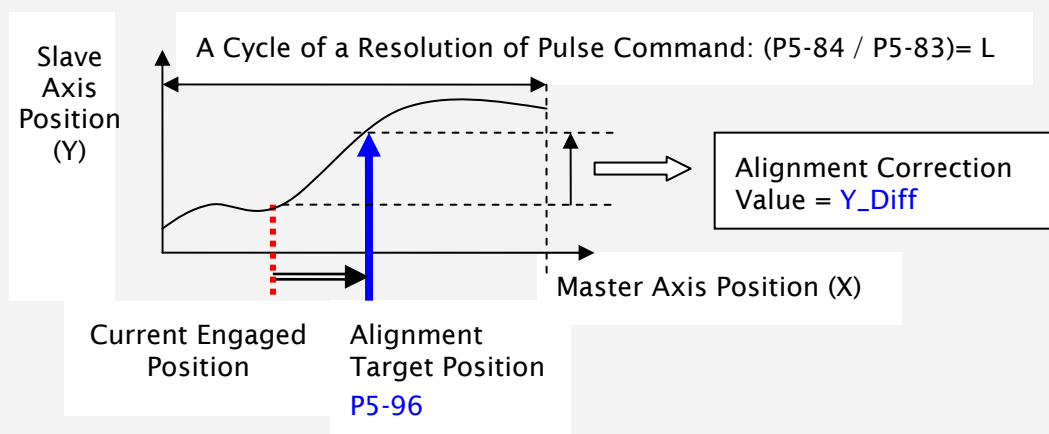 A Cycle of a Resolution of Pulse Command: (P5-84 / P5-83)= L
Slave
Axis
Position
(Y)
Alignment Correction
Value = Y_Diff
Master Axis Position (X)
Current Engaged
Position
Alignment
Target Position
P5-96